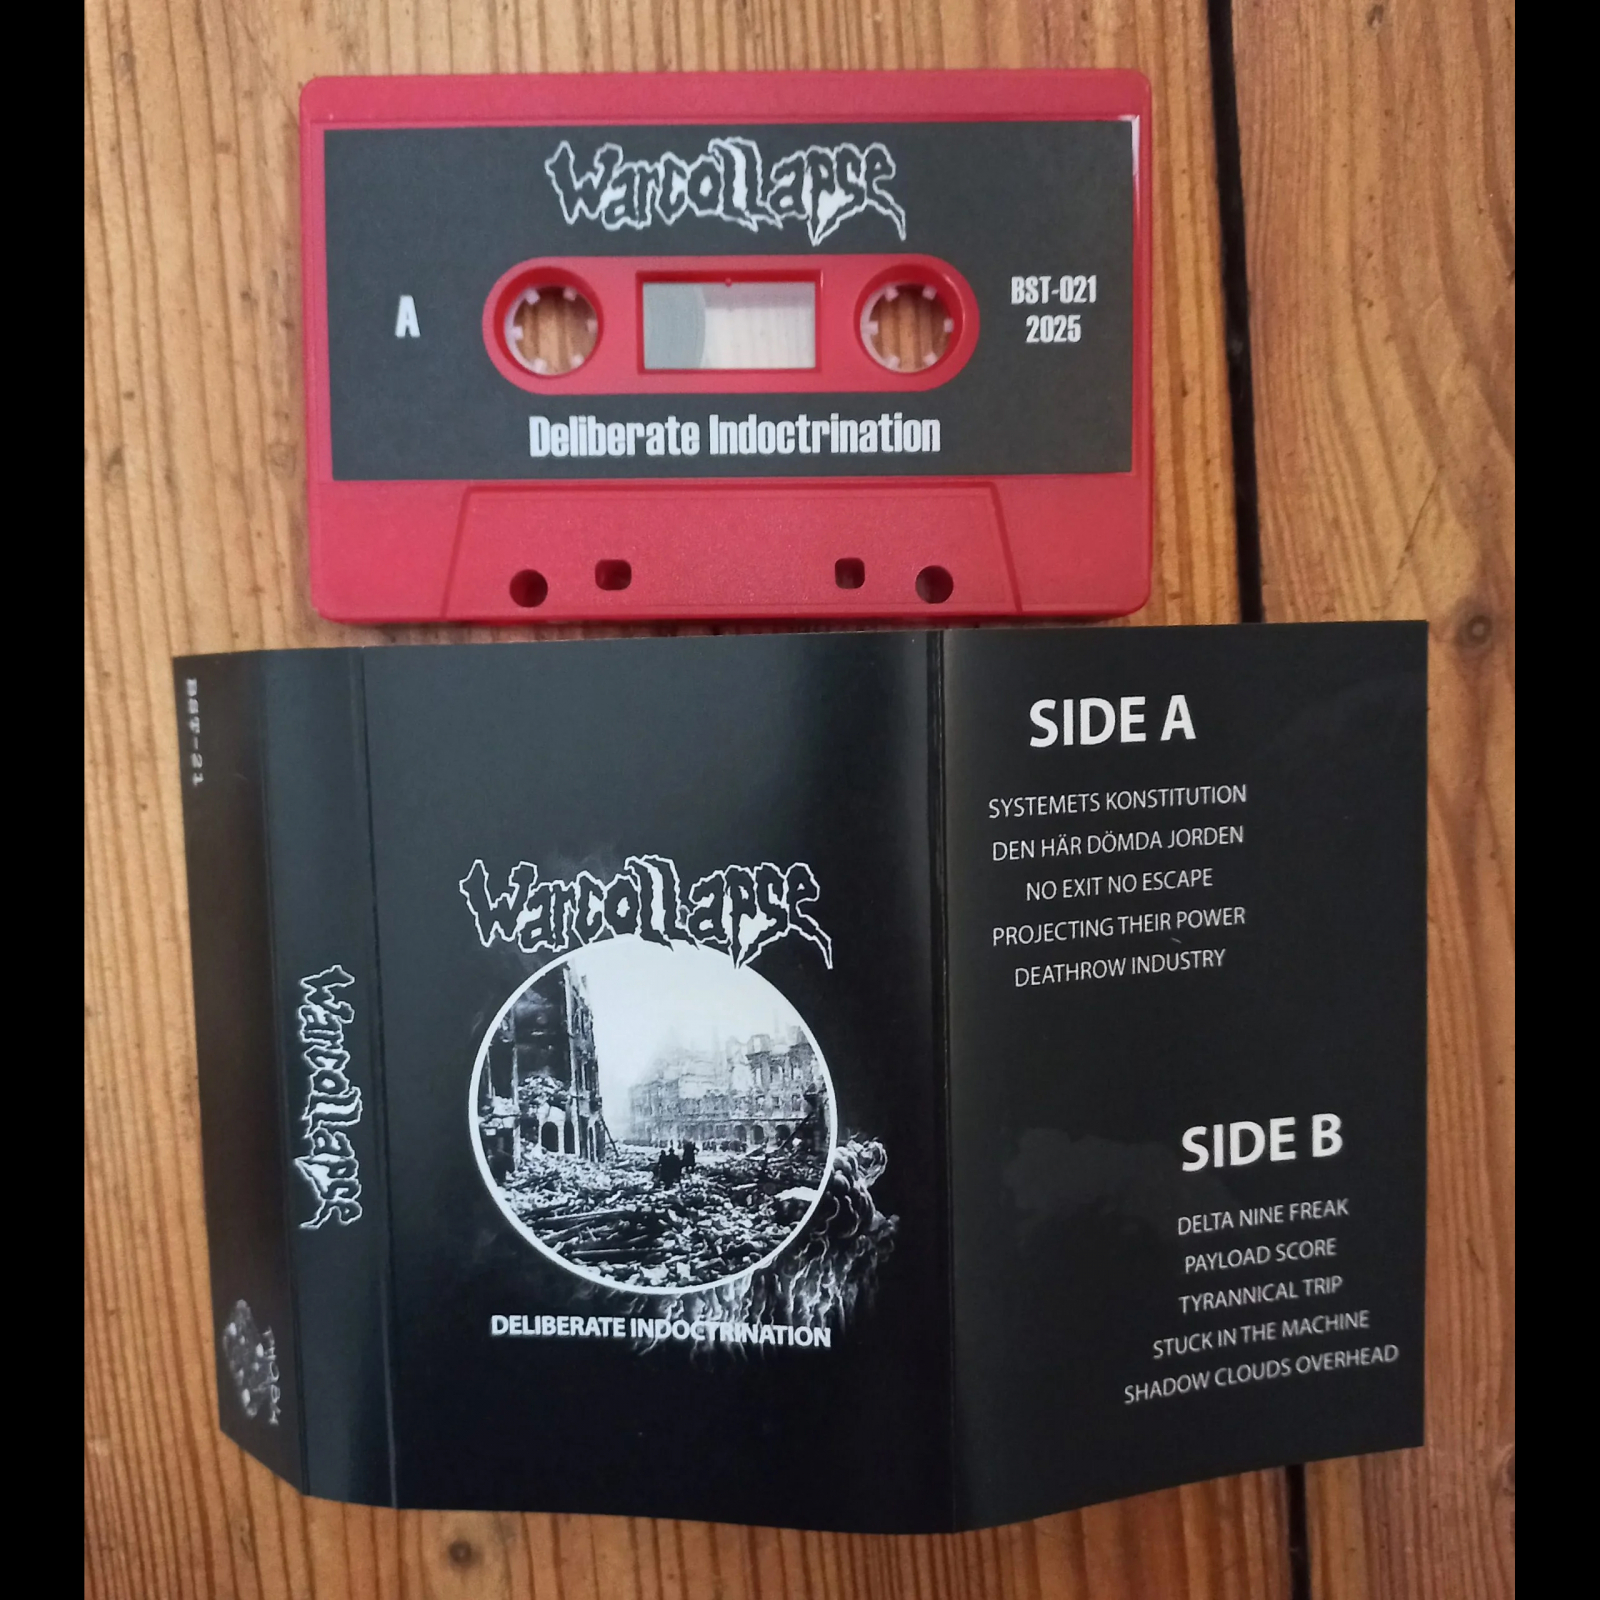 Warcollapse
A
BST-021
2025
Deliberate Indoctrination
BST-21
Warcollapse
Warcollapse
DELIBERATE INDOCTRINATION
SIDE A
SYSTEMETS KONSTITUTION
DEN HÄR DÖMDA JORDEN
NO EXIT NO ESCAPE
PROJECTING THEIR POWER
DEATHROW INDUSTRY
SIDE B
DELTA NINE FREAK
PAYLOAD SCORE
TYRANNICAL TRIP
STUCK IN THE MACHINE
SHADOW CLOUDS OVERHEAD